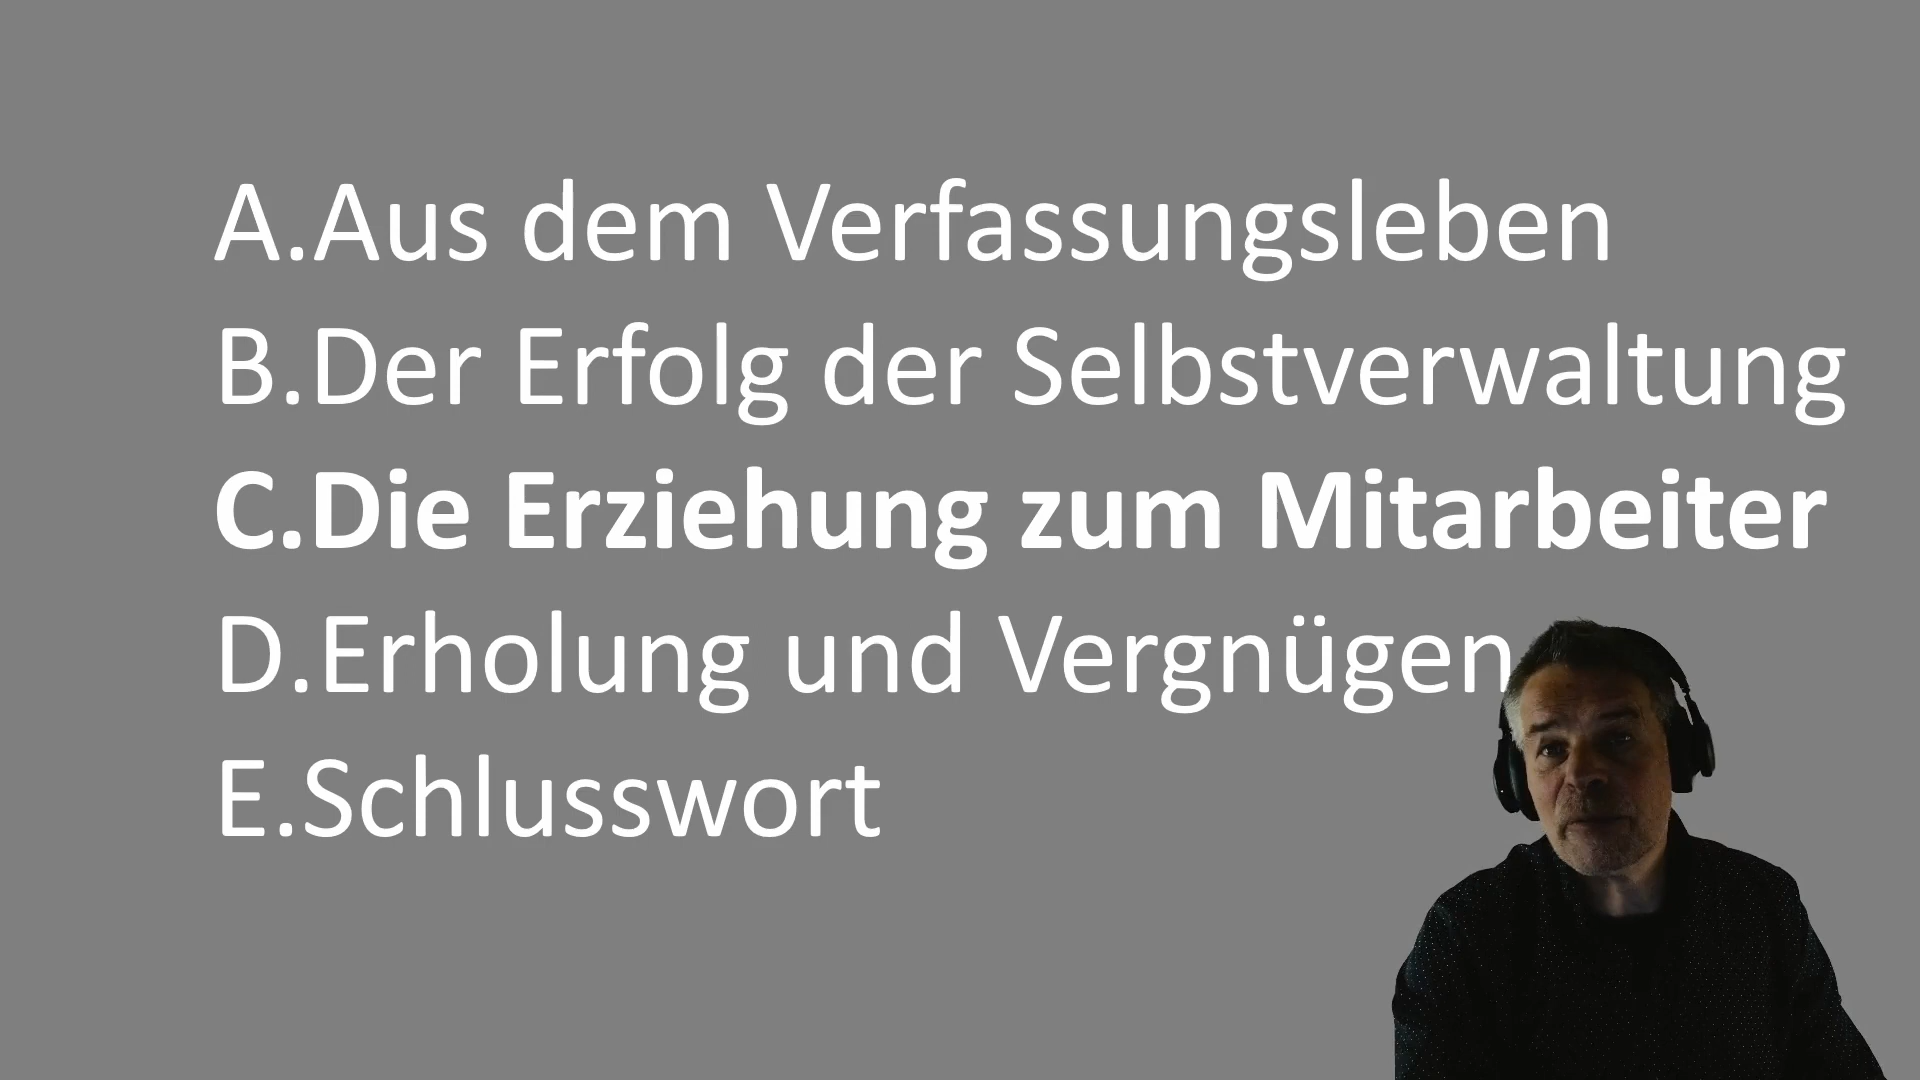 A.Aus dem Verfassungsleben
B.Der Erfolg der Selbstverwaltung
C.Die Erziehung zum Mitarbeiter
D.Erholung und Vergnügen
E.Schlusswort